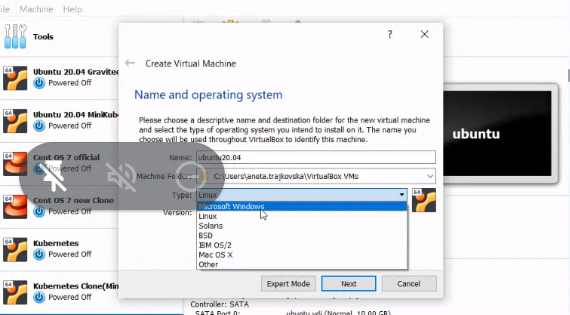 ile Machine Help
Tools
Ubuntu 20.04 Gravitee
Powered Off
Ubuntu 20.04 MiniKube
Powered Off
Cent OS 7 official
Powered Off
Cent OS 7 new Clone
Powered Off
Kubernetes
Powered Off
Kubernetes Clone(Min
Powered Off
?
Create Virtual Machine
Name and operating system
Please choose a descriptive name and destination folder for the new virtual machine
and select the type of operating system you intend to install on it. The name you
choose will be used throughout VirtualBox to identify this machine.
Name: ubuntu20.04
Machine Folder: C:\Users\aneta.trajkovska\VirtualBox VMs
Type: Linux
Version:
Microsoft Windows
Linux
Solaris
BSD
IBM OS/2
Mac OS X
Other
64
Expert Mode
Next
Cancel
ubuntu
Controller: SATA
SATA Port 0: ubuntu.vdi (Normal, 10.00 GB)